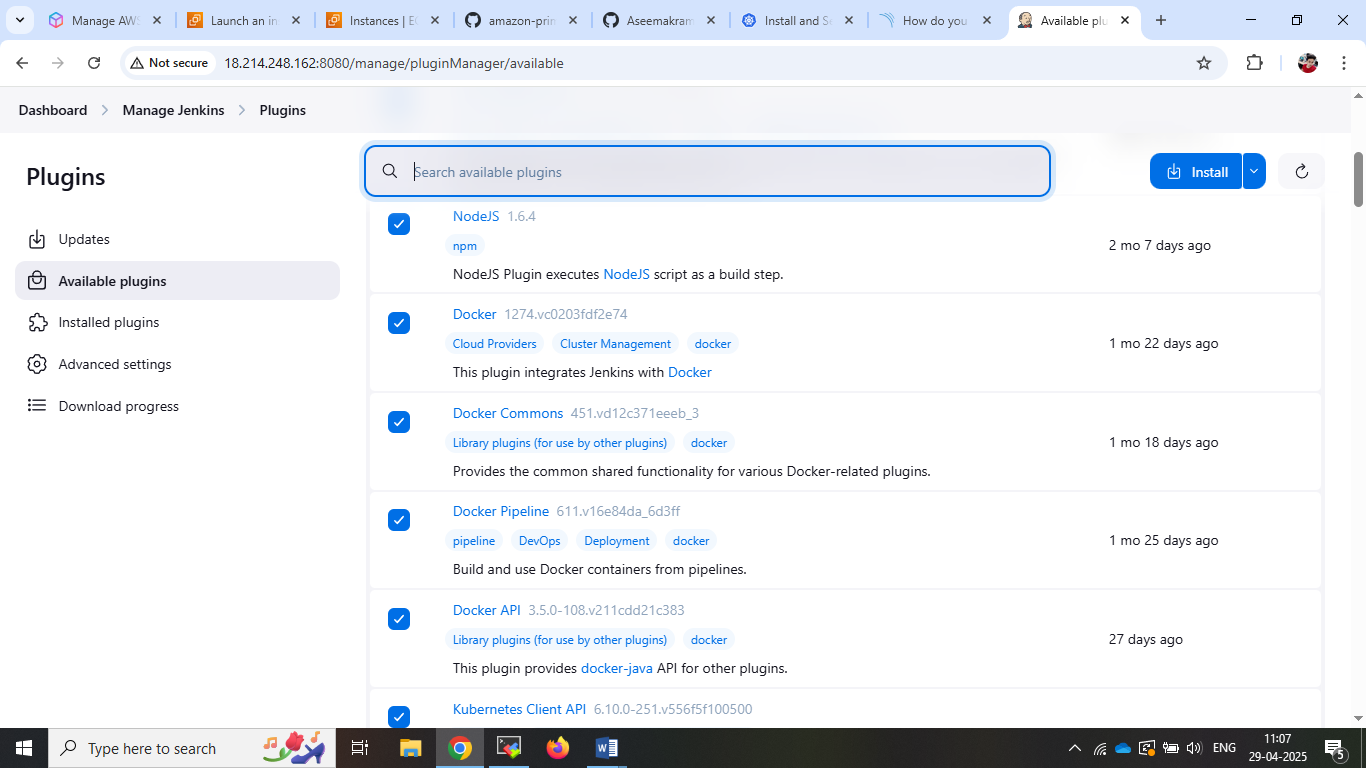 Manage AWS
Launch an in
Instances | EC
amazon-prin
Aseemakram
Install and Se
How do you
Available plu
Not secure
18.214.248.162:8080/manage/pluginManager/available
Dashboard
Manage Jenkins
Plugins
Plugins
Search available plugins
Install
Updates
Available plugins
Installed plugins
Advanced settings
Download progress
NodeJS 1.6.4
npm
2 mo 7 days ago
NodeJS Plugin executes NodeJS script as a build step.
Docker 1274.vc0203fdf2e74
Cloud Providers Cluster Management docker
1 mo 22 days ago
This plugin integrates Jenkins with Docker
Docker Commons 451.vd12c371eeeb_3
Library plugins (for use by other plugins) docker
1 mo 18 days ago
Provides the common shared functionality for various Docker-related plugins.
Docker Pipeline 611.v16e84da_6d3ff
pipeline DevOps Deployment docker
1 mo 25 days ago
Build and use Docker containers from pipelines.
Docker API 3.5.0-108.v211cdd21c383
Library plugins (for use by other plugins) docker
27 days ago
This plugin provides docker-java API for other plugins.
Kubernetes Client API 6.10.0-251.v556f5f100500
Type here to search
ENG
11:07
29-04-2025
5